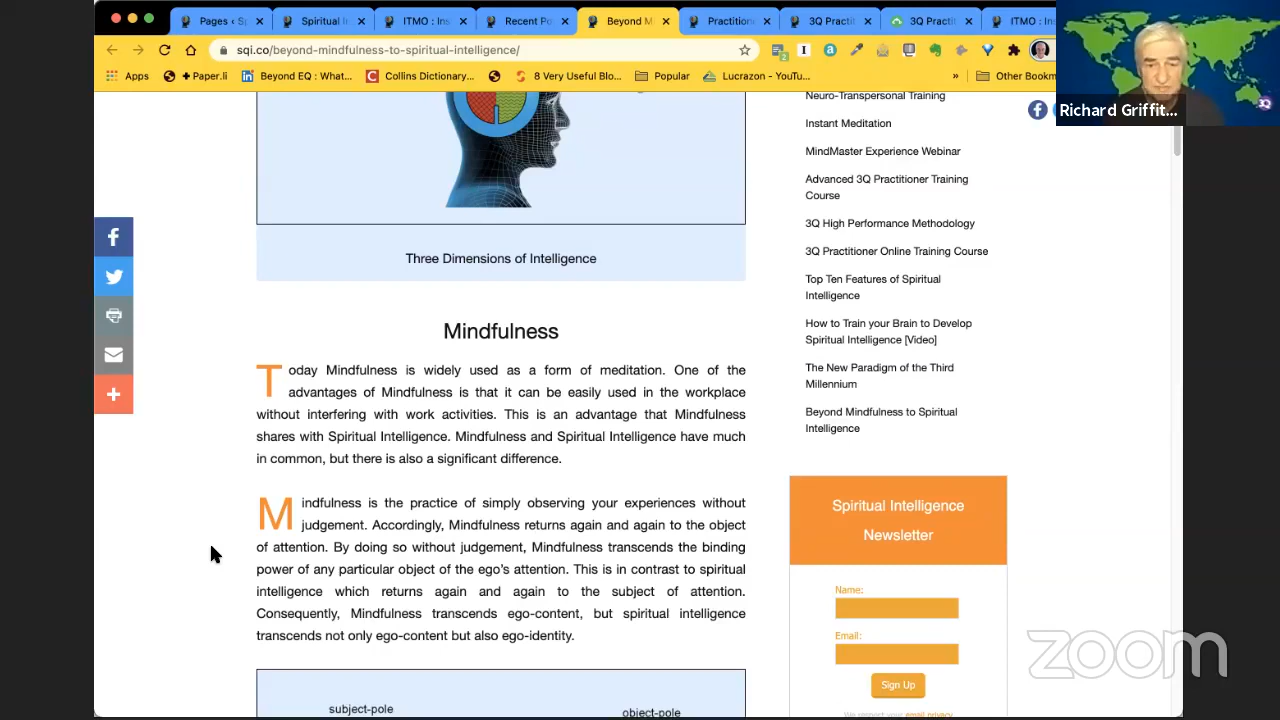 Pages ‹ S
Spiritual I
ITMO : Ins
Recent Po
Beyond M
Practition
3Q Practi
3Q Practi
ITMO : Ins
sqi.co/beyond-mindfulness-to-spiritual-intelligence/
Apps
Paper.li
Beyond EQ : What...
Collins Dictionary...
8 Very Useful Blo...
Popular
Lucrazon - YouTu...
»
Other Bookm
Richard Griffit...
3Q
Three Dimensions of Intelligence
Mindfulness
Today Mindfulness is widely used as a form of meditation. One of the
advantages of Mindfulness is that it can be easily used in the workplace
without interfering with work activities. This is an advantage that Mindfulness
shares with Spiritual Intelligence. Mindfulness and Spiritual Intelligence have much
in common, but there is also a significant difference.
Mindfulness is the practice of simply observing your experiences without
judgement. Accordingly, Mindfulness returns again and again to the object
of attention. By doing so without judgement, Mindfulness transcends the binding
power of any particular object of the ego's attention. This is in contrast to spiritual
intelligence which returns again and again to the subject of attention.
Consequently, Mindfulness transcends ego-content, but spiritual intelligence
transcends not only ego-content but also ego-identity.
subject-pole
object-pole
Neuro-Transpersonal Training
Instant Meditation
MindMaster Experience Webinar
Advanced 3Q Practitioner Training
Course
3Q High Performance Methodology
3Q Practitioner Online Training Course
Top Ten Features of Spiritual
Intelligence
How to Train your Brain to Develop
Spiritual Intelligence [Video]
The New Paradigm of the Third
Millennium
Beyond Mindfulness to Spiritual
Intelligence
Spiritual Intelligence
Newsletter
Name:
Email:
Sign Up
We respect your email privacy
zoom